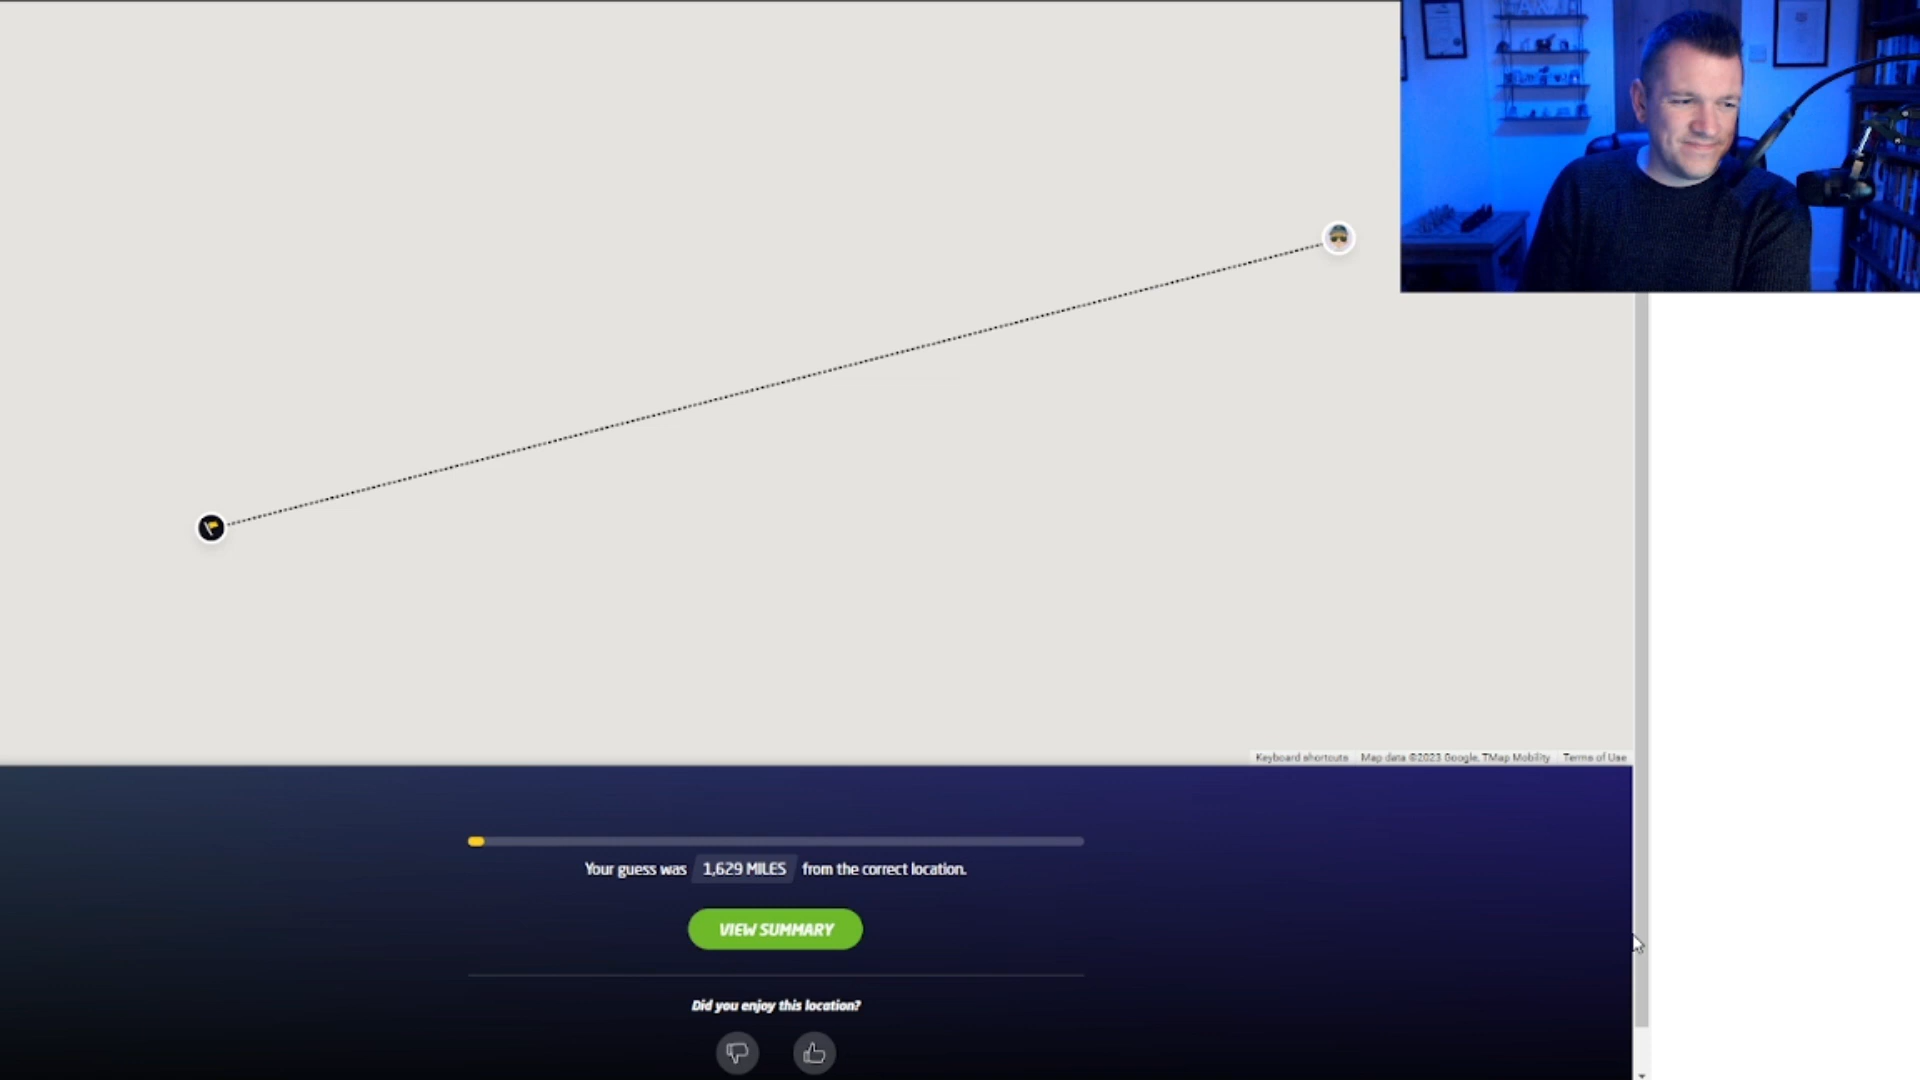 Keyboard shortcuts Map data ©2023 Google, TMap Mobility Terms of Use
Your guess was 1,629 MILES from the correct location.
VIEW SUMMARY
Did you enjoy this location?